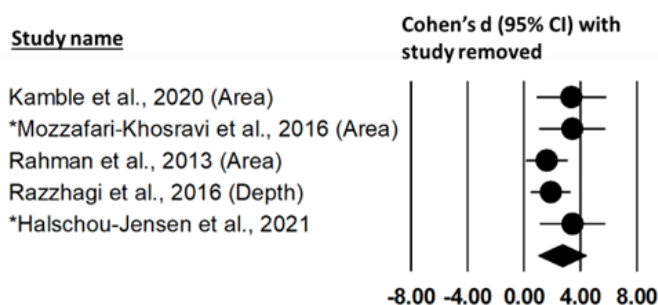 Study name
Cohen's d (95% CI) with
study removed
Kamble et al., 2020 (Area)
*Mozzafari-Khosravi et al., 2016 (Area)
Rahman et al., 2013 (Area)
Razzhagi et al., 2016 (Depth)
*Halschou-Jensen et al., 2021
-8.00 -4.00 0.00 4.00 8.00